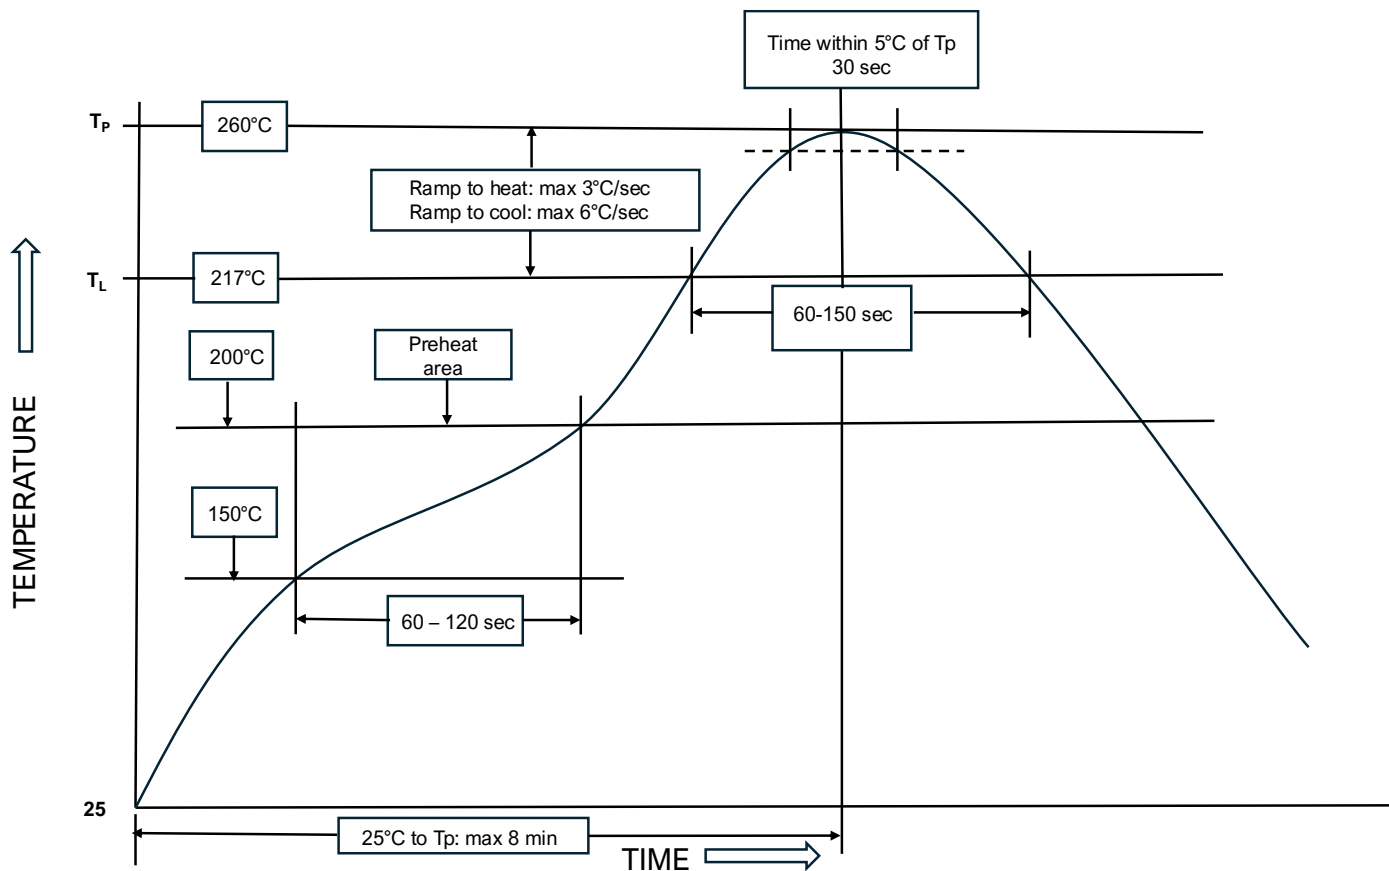 Time within 5°C of Tp
30 sec
TP
260°C
Ramp to heat: max 3°C/sec
Ramp to cool: max 6°C/sec
TL
217°C
60-150 sec
200°C
Preheat
area
TEMPERATURE
150°C
60 – 120 sec
25
25°C to Tp: max 8 min
TIME